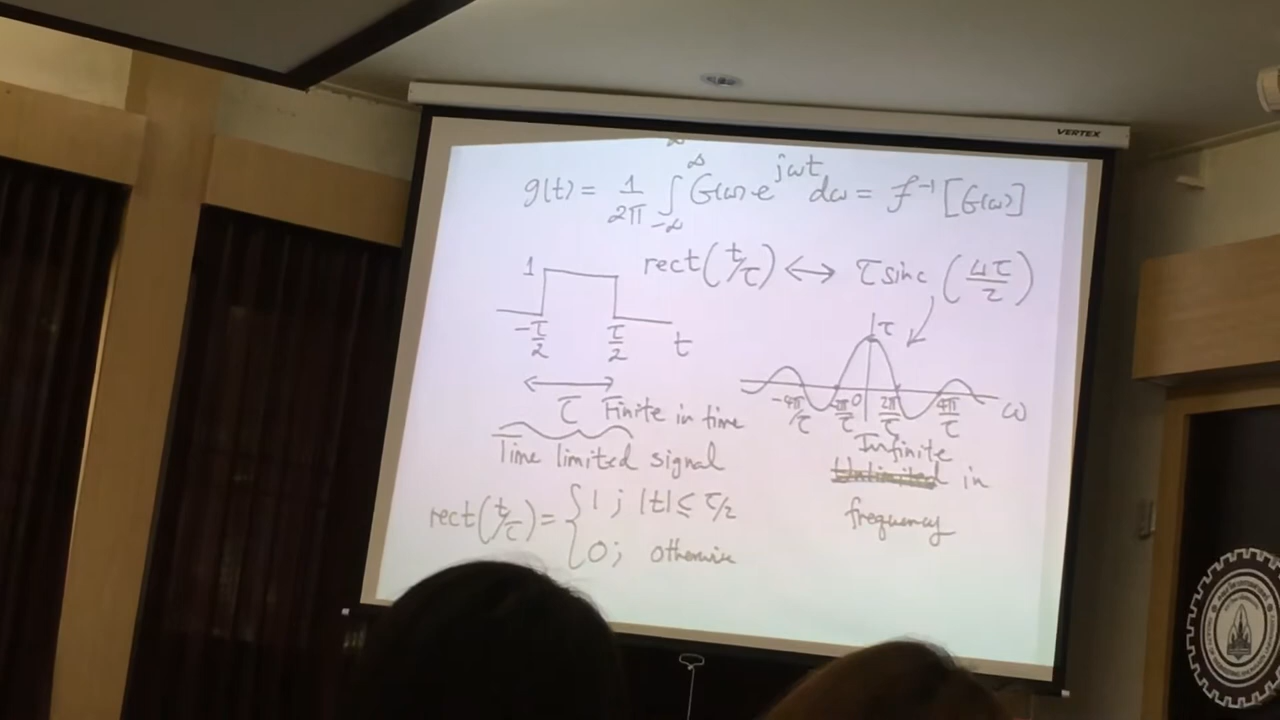 VERTEX
∞
g(t) = 1/2π ∫_{-∞}^{∞} G(ω) e^{jωt} dω = f⁻¹ [G(ω)]
rect(t/τ) ↔ τ sinc (4τ/2)
1
-τ/2 τ/2 t
τ
-4π/τ -2π/τ 0 2π/τ 4π/τ ω
τ Finite in time
Time limited signal
Infinite
Unlimited in
frequency
rect(t/τ) = { 1 ; |t| ≤ τ/2
0 ; otherwise